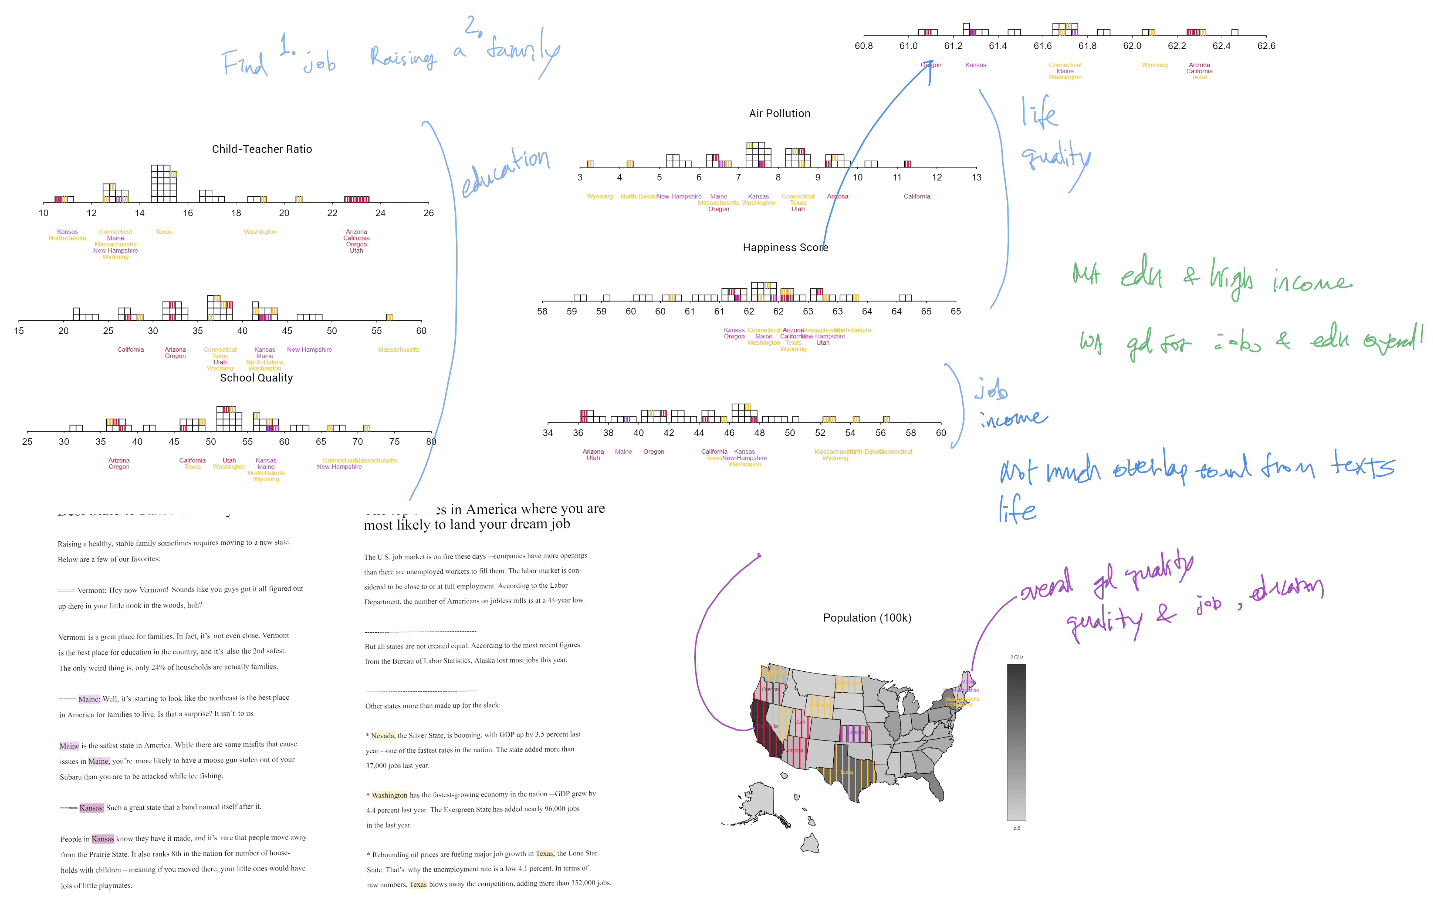 1.
2.
Find job Raising a family
60.8 61.0 61.2 61.4 61.6 61.8 62.0 62.2 62.4 62.6
Oregon Kansas Connecticut Wyoming Arizona
Maine California
Washington Texas
life
quality
Air Pollution
3 4 5 6 7 8 9 10 11 12 13
Wyoming North Dakota New Hampshire Maine Kansas Connecticut Arizona California
Massachusetts Washington Texas
Oregon Utah
Child-Teacher Ratio
education
10 12 14 16 18 20 22 24 26
Kansas Connecticut Texas Washington Arizona
North-Dakota Maine California
Massachusetts Oregon
New Hampshire Utah
Wyoming
Happiness Score
58 59 59 60 60 61 61 62 62 63 63 64 64 65 65
Kansas Connecticut Arizona Massachusetts North-Dakota
Oregon Maine California New-Hampshire
Washington Texas Utah
Wyoming
MA edu & high income
WA gd for jobs & edu overall
15 20 25 30 35 40 45 50 55 60
California Arizona Connecticut Kansas New Hampshire Massachusetts
Oregon Texas Maine
Utah North-Dakota
Wyoming Washington
School Quality
25 30 35 40 45 50 55 60 65 70 75 80
Arizona California Utah Kansas Connecticut Massachusetts
Oregon Texas Washington Maine New Hampshire
North-Dakota
Wyoming
job
income
34 36 38 40 42 44 46 48 50 52 54 56 58 60
Arizona Maine Oregon California Kansas Massachusetts North-Dakota Connecticut
Utah Texas New-Hampshire Wyoming
Washington
Not much overlap found from texts
life
in America where you are
most likely to land your dream job
Raising a healthy, stable family sometimes requires moving to a new state.
Below are a few of our favorites:
---- Vermont: Hey now Vermont! Sounds like you guys got it all figured out
up there in your little nook in the woods, huh?
Vermont is a great place for families. In fact, it's not even close. Vermont
is the best place for education in the country, and it's also the 2nd safest.
The only weird thing is, only 24% of households are actually families.
---- Maine: Well, it's starting to look like the northeast is the best place
in America for families to live. Is that a surprise? It isn't to us.
Maine is the safest state in America. While there are some misfits that cause
issues in Maine, you're more likely to have a moose gun stolen out of your
Subaru than you are to be attacked while ice fishing.
---- Kansas: Such a great state that a band named itself after it.
People in Kansas know they have it made, and it's rare that people move away
from the Prairie State. It also ranks 8th in the nation for number of house-
holds with children – meaning if you moved there, your little ones would have
lots of little playmates.
The U.S. job market is on fire these days —companies have more openings
than there are unemployed workers to fill them. The labor market is con-
sidered to be close to or at full employment. According to the Labor
Department, the number of Americans on jobless rolls is at a 44-year low.
----------------------------------------
But all states are not created equal. According to the most recent figures
from the Bureau of Labor Statistics, Alaska lost most jobs this year.
----------------------------------------
Other states more than made up for the slack:
* Nevada, the Silver State, is booming, with GDP up by 3.5 percent last
year —one of the fastest rates in the nation. The state added more than
37,000 jobs last year.
* Washington has the fastest-growing economy in the nation —GDP grew by
4.4 percent last year. The Evergreen State has added nearly 96,000 jobs
in the last year.
* Rebounding oil prices are fueling major job growth in Texas, the Lone Star
State. That's why the unemployment rate is a low 4.1 percent. In terms of
raw numbers, Texas blows away the competition, adding more than 352,000 jobs.
overall gd quality
quality & job, education
Population (100k)
372.5
Oregon
Utah
Kansas
Arizona
Texas
5.8